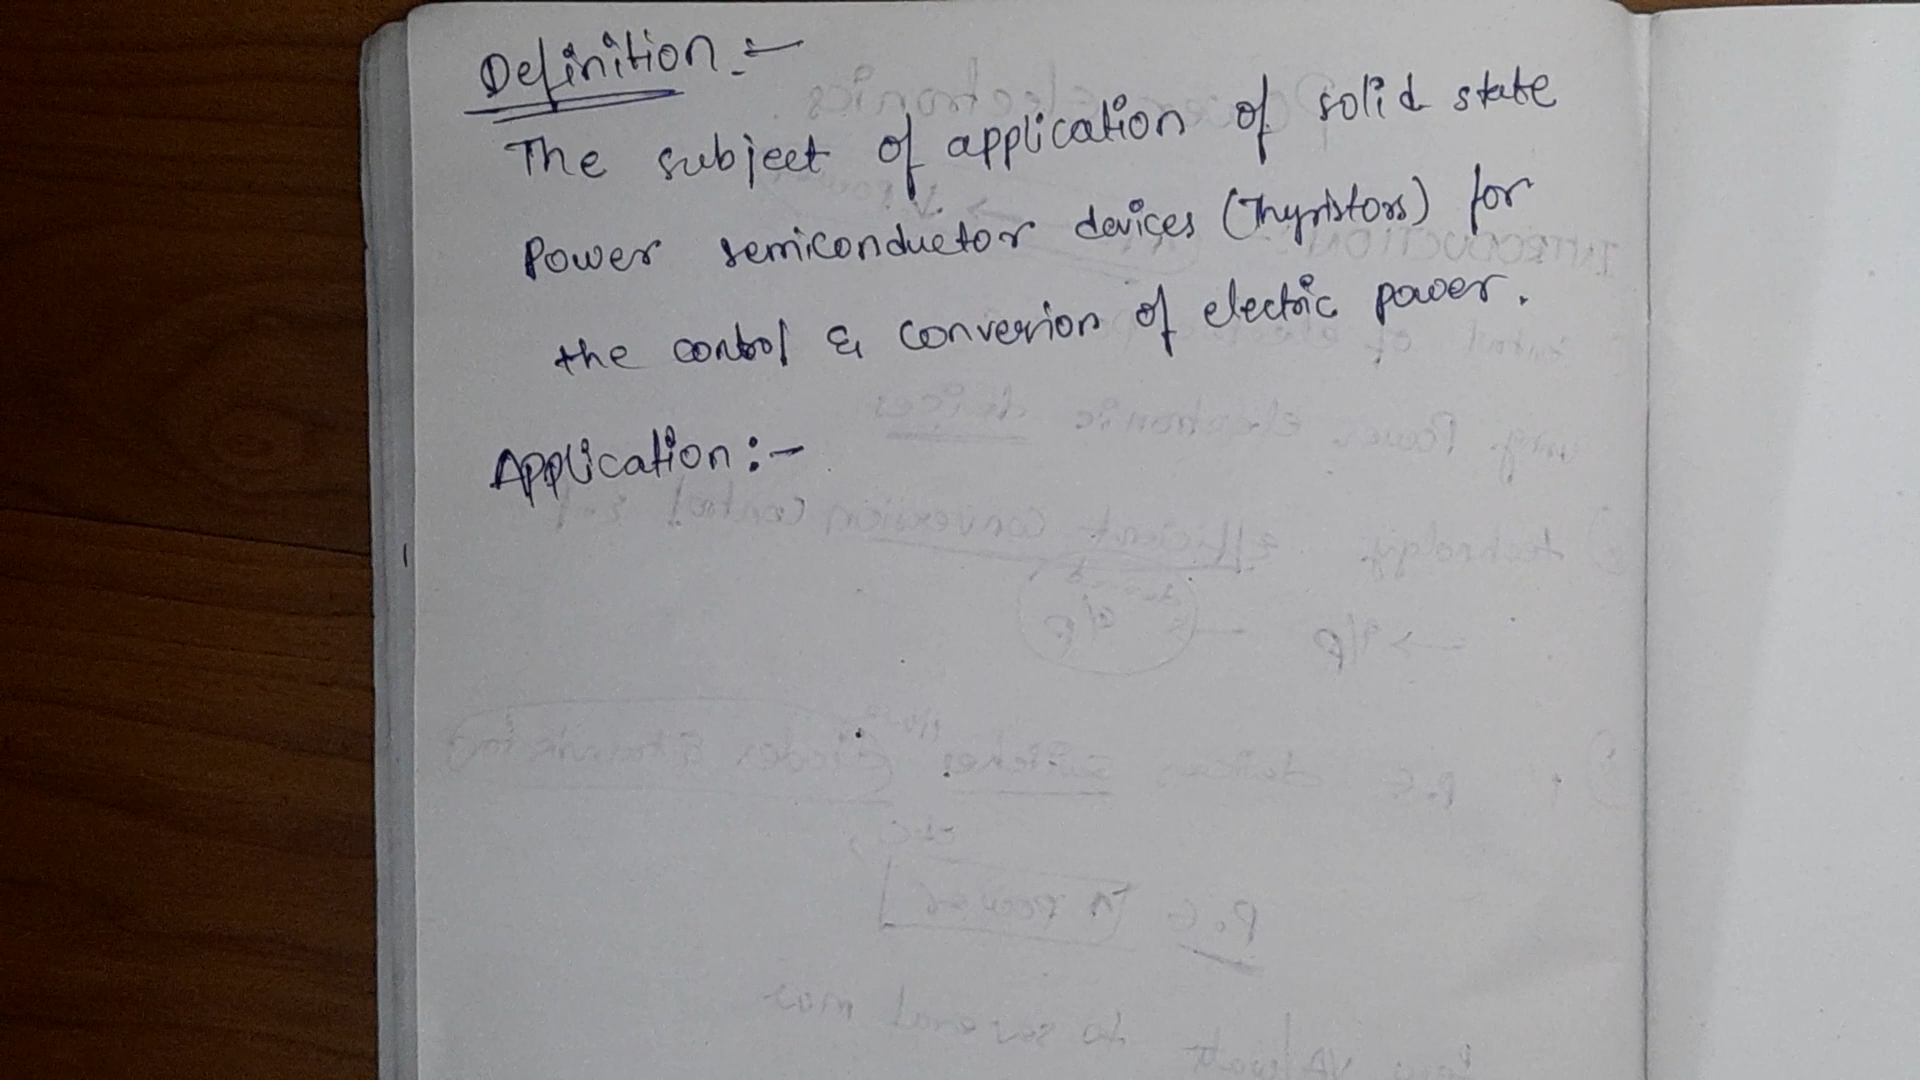 Definition :-
The subject of application of solid state
Power semiconductor devices (Thyristors) for
the control & conversion of electric power.
Application :-